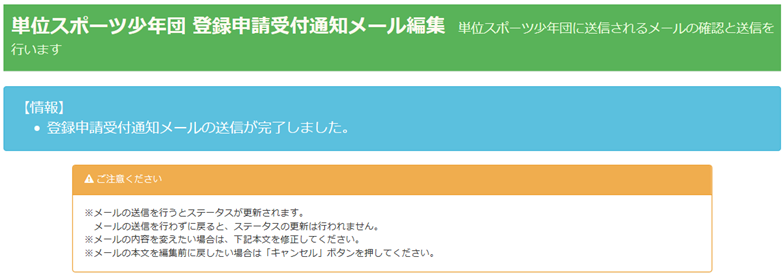 単位スポーツ少年団 登録申請受付通知メール編集 単位スポーツ少年団に送信されるメールの確認と送信を
行います
【情報】
• 登録申請受付通知メールの送信が完了しました。
ご注意ください
※メールの送信を行うとステータスが更新されます。
メールの送信を行わずに戻ると、ステータスの更新は行われません。
※メールの内容を変えたい場合は、下記本文を修正してください。
※メールの本文を編集前に戻したい場合は「キャンセル」ボタンを押してください。